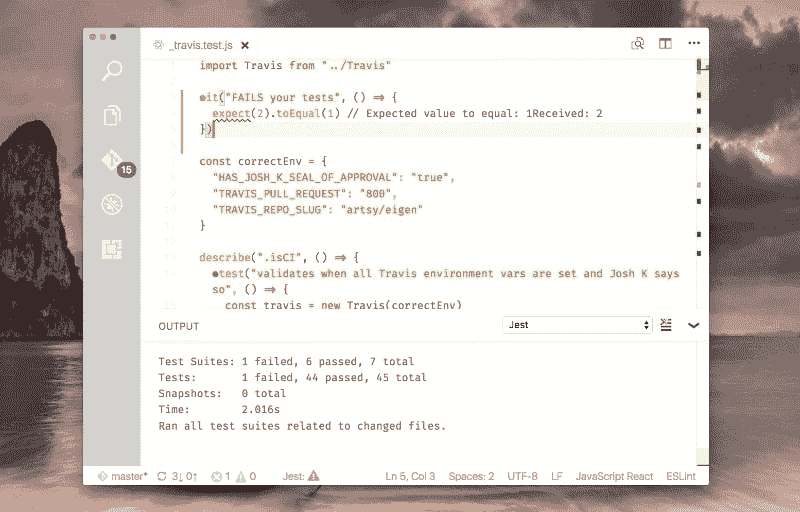 _travis.test.js ×
import Travis from "../Travis"
it("FAILS your tests", () => {
expect(2).toEqual(1) // Expected value to equal: 1Received: 2
})
const correctEnv = {
"HAS_JOSH_K_SEAL_OF_APPROVAL": "true",
"TRAVIS_PULL_REQUEST": "800",
"TRAVIS_REPO_SLUG": "artsy/eigen"
}
describe(".isCI", () => {
test("validates when all Travis environment vars are set and Josh K says
so", () => {
const travis = new Travis(correctEnv)
15
OUTPUT
Jest
Test Suites: 1 failed, 6 passed, 7 total
Tests: 1 failed, 44 passed, 45 total
Snapshots: 0 total
Time: 2.016s
Ran all test suites related to changed files.
master* 3↓ 0↑ 1 0 Jest: Ln 5, Col 3 Spaces: 2 UTF-8 LF JavaScript React ESLint